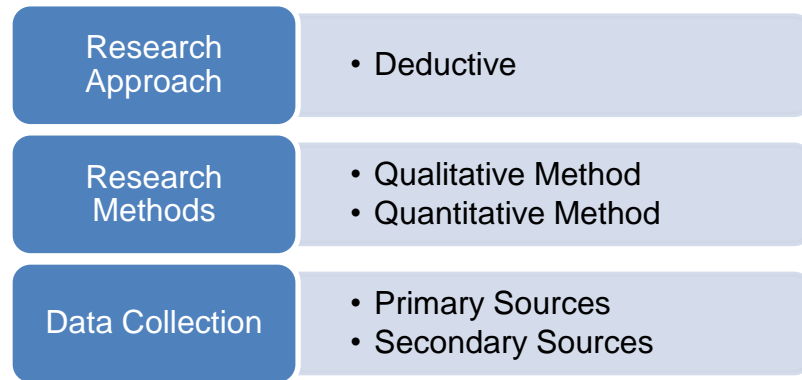 Research
Approach
• Deductive
Research
Methods
• Qualitative Method
• Quantitative Method
Data Collection
• Primary Sources
• Secondary Sources